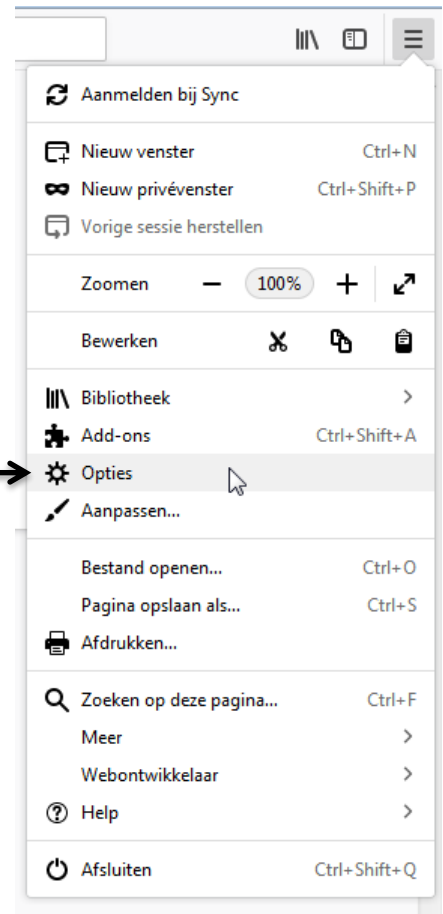 Aanmelden bij Sync
Nieuw venster Ctrl+N
Nieuw privévenster Ctrl+Shift+P
Vorige sessie herstellen
Zoomen 100%
Bewerken
Bibliotheek
Add-ons Ctrl+Shift+A
Opties
Aanpassen...
Bestand openen... Ctrl+O
Pagina opslaan als... Ctrl+S
Afdrukken...
Zoeken op deze pagina... Ctrl+F
Meer
Webontwikkelaar
Help
Afsluiten Ctrl+Shift+Q